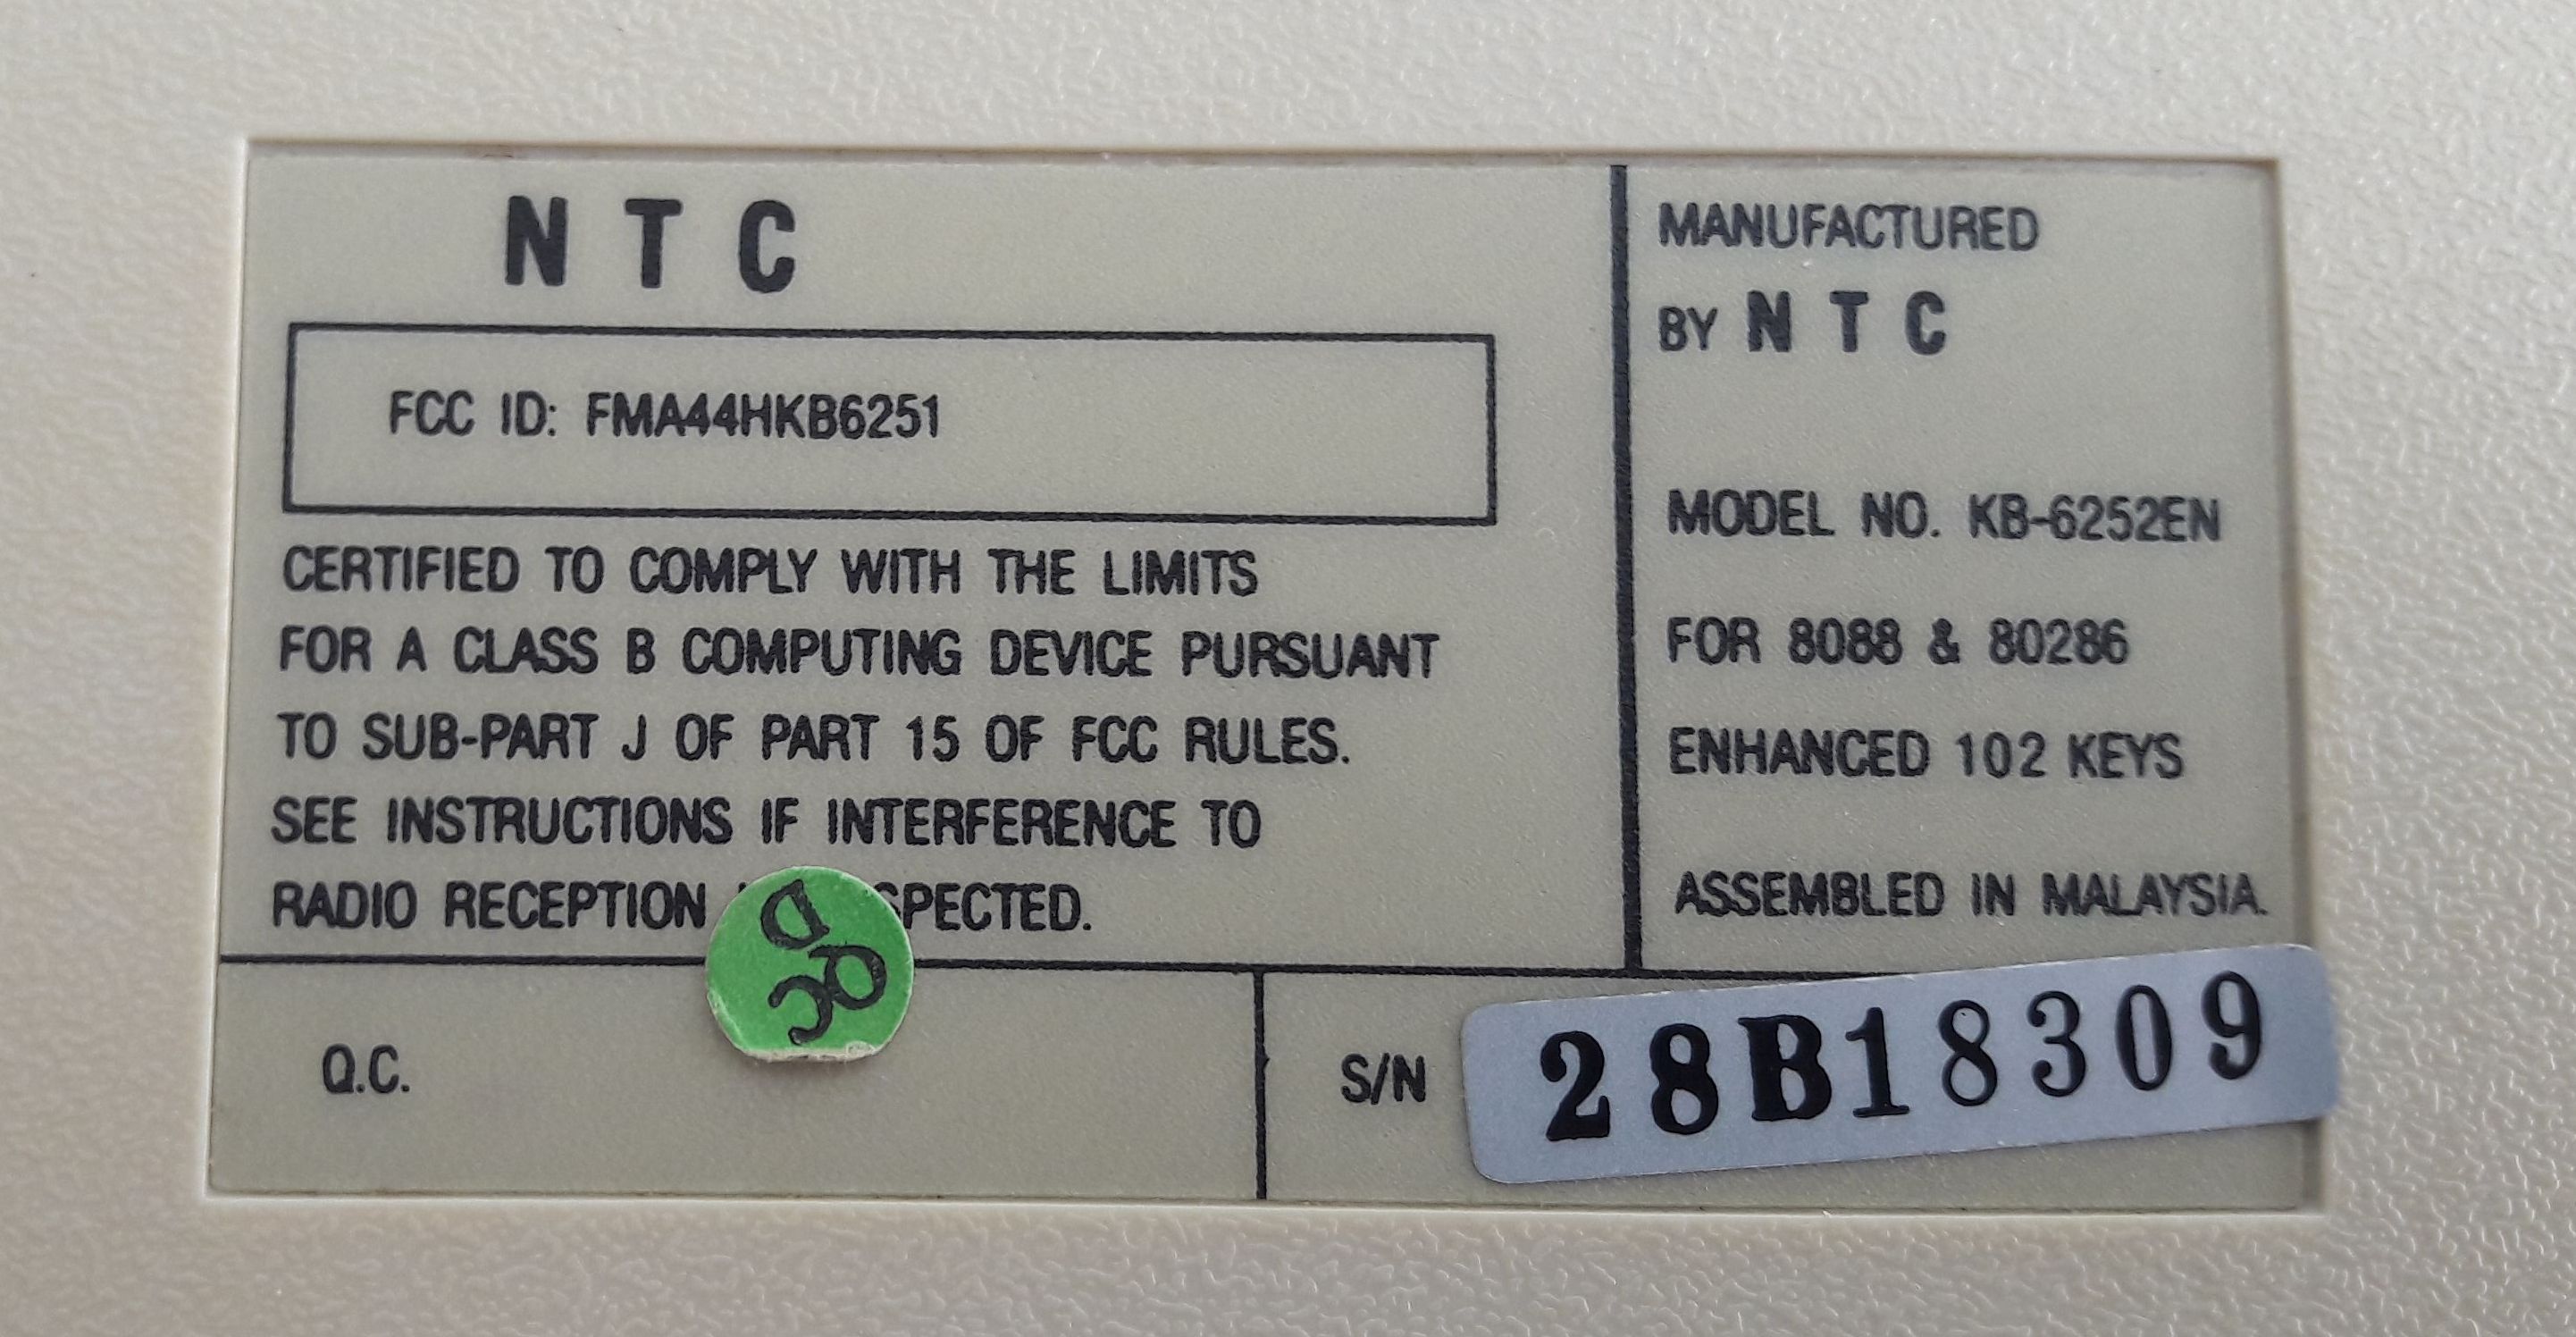 N T C
FCC ID: FMA44HKB6251
CERTIFIED TO COMPLY WITH THE LIMITS
FOR A CLASS B COMPUTING DEVICE PURSUANT
TO SUB-PART J OF PART 15 OF FCC RULES.
SEE INSTRUCTIONS IF INTERFERENCE TO
RADIO RECEPTION
MANUFACTURED
BY N T C
MODEL NO. KB-6252EN
FOR 8088 & 80286
ENHANCED 102 KEYS
ASSEMBLED IN MALAYSIA.
Q.C.
QC
D
S/N 28B18309